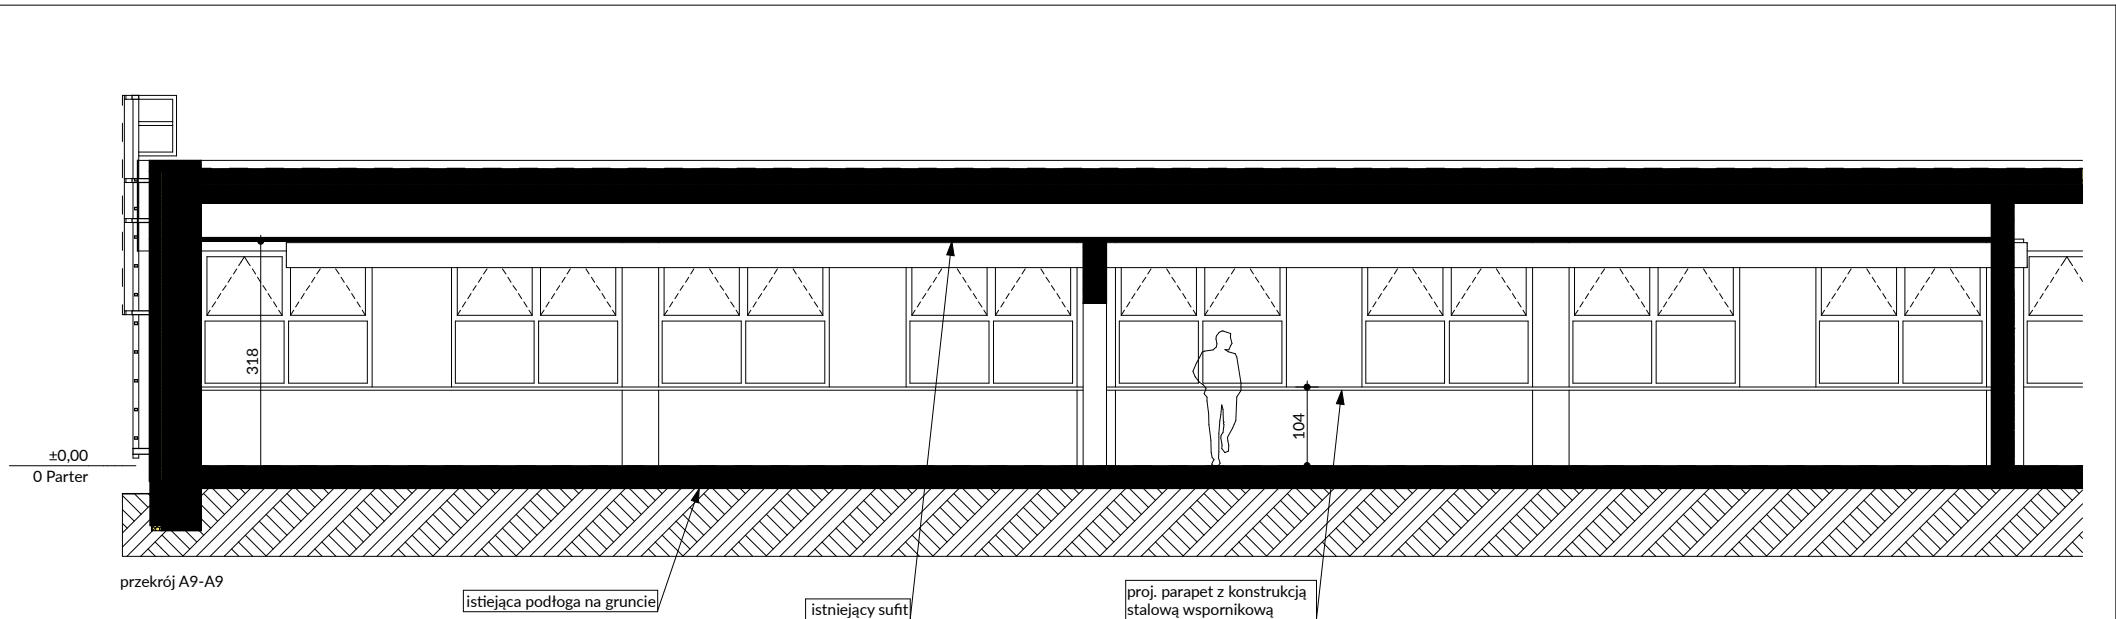 318
104
±0,00
0 Parter
przekrój A9-A9
istiejąca podłoga na gruncie
istniejący sufit
proj. parapet z konstrukcją
stalową wspornikową